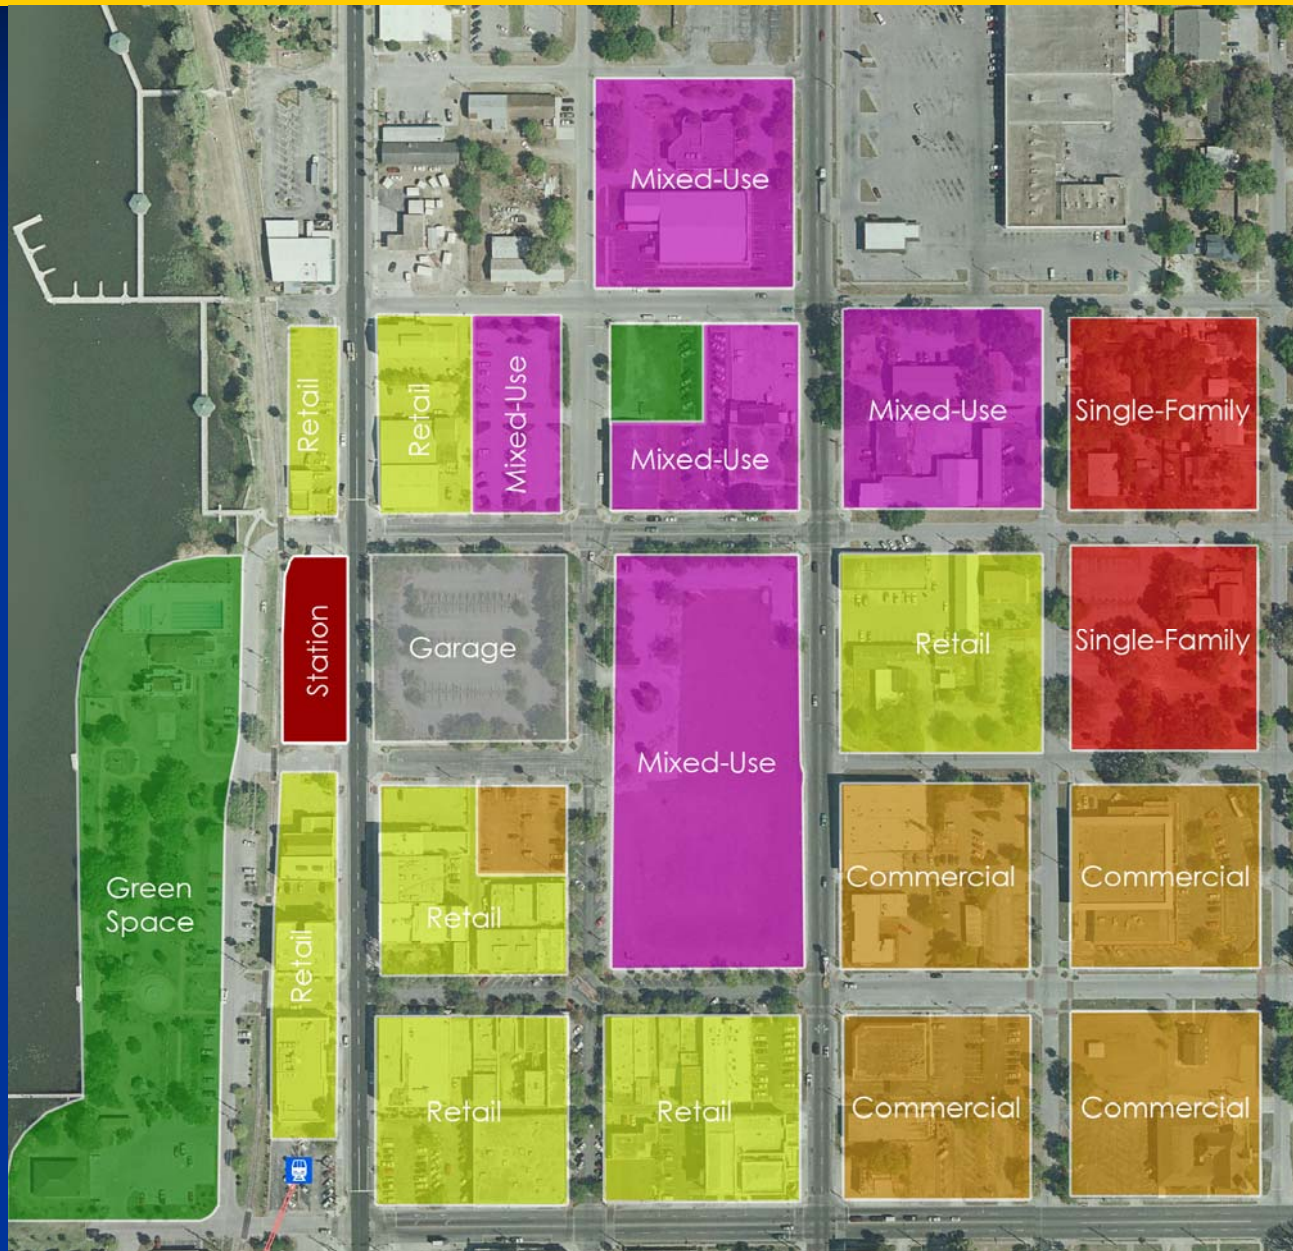 Mixed-Use
Retail
Retail
Mixed-Use
Mixed-Use
Mixed-Use
Single-Family
Station
Garage
Mixed-Use
Retail
Single-Family
Green
Space
Retail
Retail
Commercial
Commercial
Retail
Retail
Commercial
Commercial